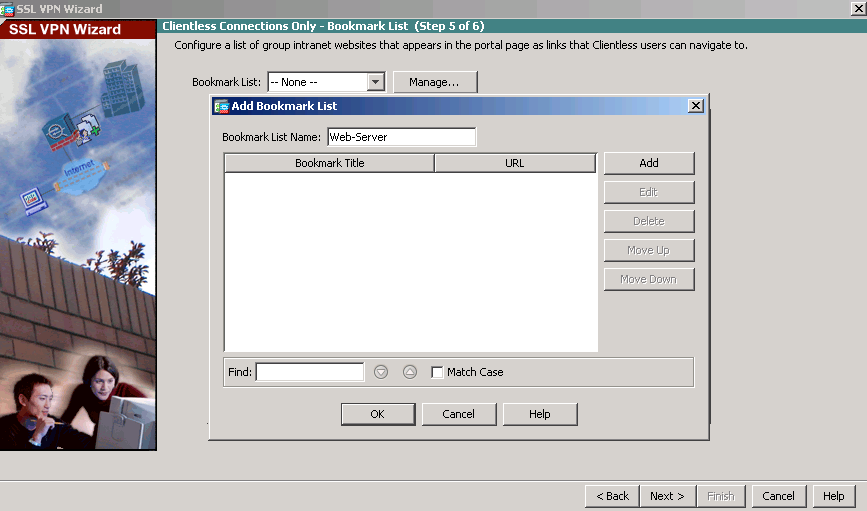 SSL VPN Wizard
SSL VPN Wizard
Clientless Connections Only - Bookmark List (Step 5 of 6)
Configure a list of group intranet websites that appears in the portal page as links that Clientless users can navigate to.
Bookmark List: -- None -- Manage...
Add Bookmark List
Bookmark List Name: Web-Server
Bookmark Title URL Add
Edit
Delete
Move Up
Move Down
Internet
Find: Match Case
OK Cancel Help
< Back Next > Finish Cancel Help